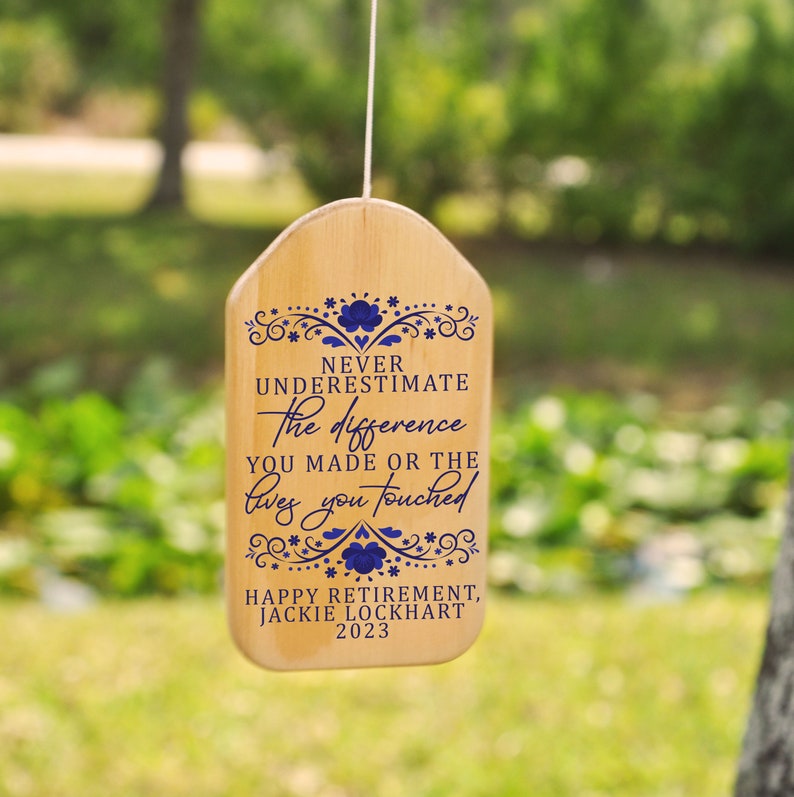 NEVER
UNDERESTIMATE
the difference
YOU MADE OR THE
lives you touched
HAPPY RETIREMENT,
JACKIE LOCKHART
2023